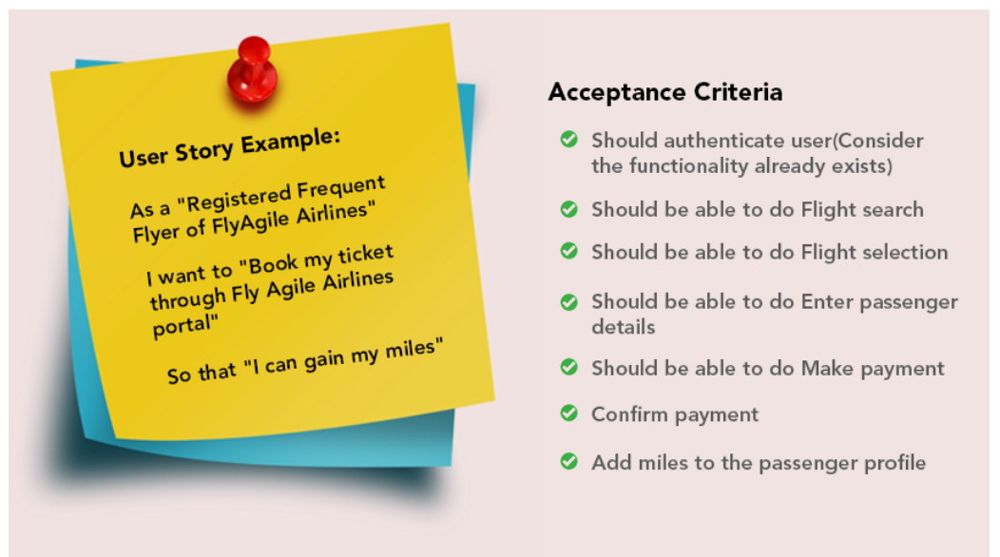 User Story Example:
As a "Registered Frequent
Flyer of FlyAgile Airlines"
I want to "Book my ticket
through Fly Agile Airlines
portal"
So that "I can gain my miles"
Acceptance Criteria
Should authenticate user(Consider
the functionality already exists)
Should be able to do Flight search
Should be able to do Flight selection
Should be able to do Enter passenger
details
Should be able to do Make payment
Confirm payment
Add miles to the passenger profile